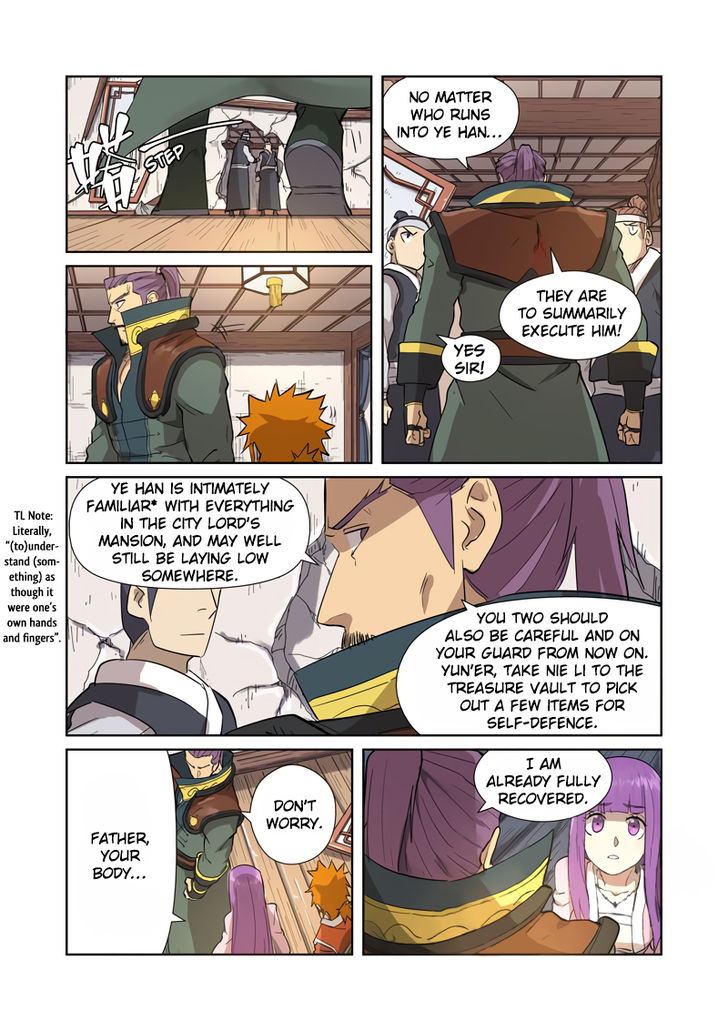 STEP
NO MATTER
WHO RUNS
INTO YE HAN...
THEY ARE
TO SUMMARILY
EXECUTE HIM!
YES
SIR!
YE HAN IS INTIMATELY
FAMILIAR* WITH EVERYTHING
IN THE CITY LORD'S
MANSION, AND MAY WELL
STILL BE LAYING LOW
SOMEWHERE.
TL Note:
Literally,
"(to)under-
stand (som-
ething) as
though it
were one's
own hands
and fingers".
YOU TWO SHOULD
ALSO BE CAREFUL AND ON
YOUR GUARD FROM NOW ON.
YUN'ER, TAKE NIE LI TO THE
TREASURE VAULT TO PICK
OUT A FEW ITEMS FOR
SELF-DEFENCE.
FATHER,
YOUR
BODY...
DON'T
WORRY.
I AM
ALREADY FULLY
RECOVERED.